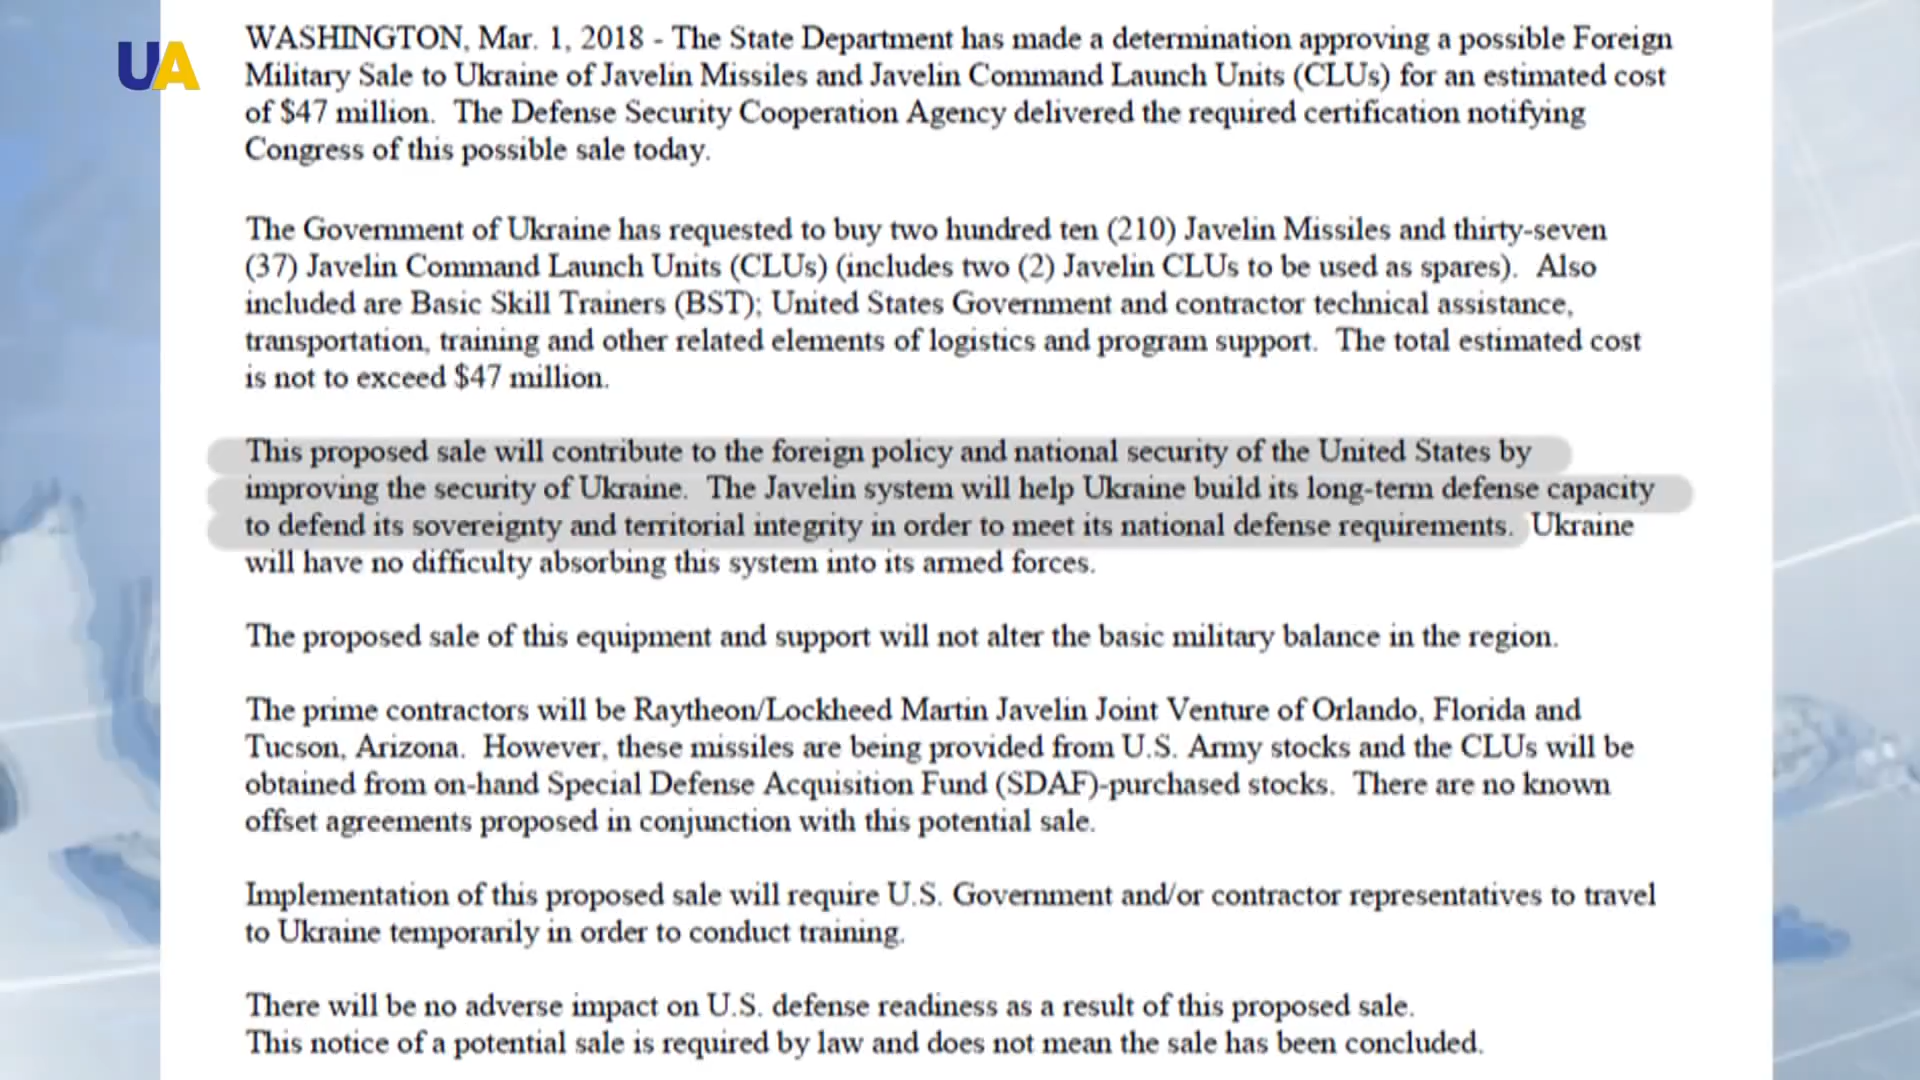 UA
WASHINGTON, Mar. 1, 2018 - The State Department has made a determination approving a possible Foreign
Military Sale to Ukraine of Javelin Missiles and Javelin Command Launch Units (CLUs) for an estimated cost
of $47 million. The Defense Security Cooperation Agency delivered the required certification notifying
Congress of this possible sale today.
The Government of Ukraine has requested to buy two hundred ten (210) Javelin Missiles and thirty-seven
(37) Javelin Command Launch Units (CLUs) (includes two (2) Javelin CLUs to be used as spares). Also
included are Basic Skill Trainers (BST); United States Government and contractor technical assistance,
transportation, training and other related elements of logistics and program support. The total estimated cost
is not to exceed $47 million.
This proposed sale will contribute to the foreign policy and national security of the United States by
improving the security of Ukraine. The Javelin system will help Ukraine build its long-term defense capacity
to defend its sovereignty and territorial integrity in order to meet its national defense requirements. Ukraine
will have no difficulty absorbing this system into its armed forces.
The proposed sale of this equipment and support will not alter the basic military balance in the region.
The prime contractors will be Raytheon/Lockheed Martin Javelin Joint Venture of Orlando, Florida and
Tucson, Arizona. However, these missiles are being provided from U.S. Army stocks and the CLUs will be
obtained from on-hand Special Defense Acquisition Fund (SDAF)-purchased stocks. There are no known
offset agreements proposed in conjunction with this potential sale.
Implementation of this proposed sale will require U.S. Government and/or contractor representatives to travel
to Ukraine temporarily in order to conduct training.
There will be no adverse impact on U.S. defense readiness as a result of this proposed sale.
This notice of a potential sale is required by law and does not mean the sale has been concluded.